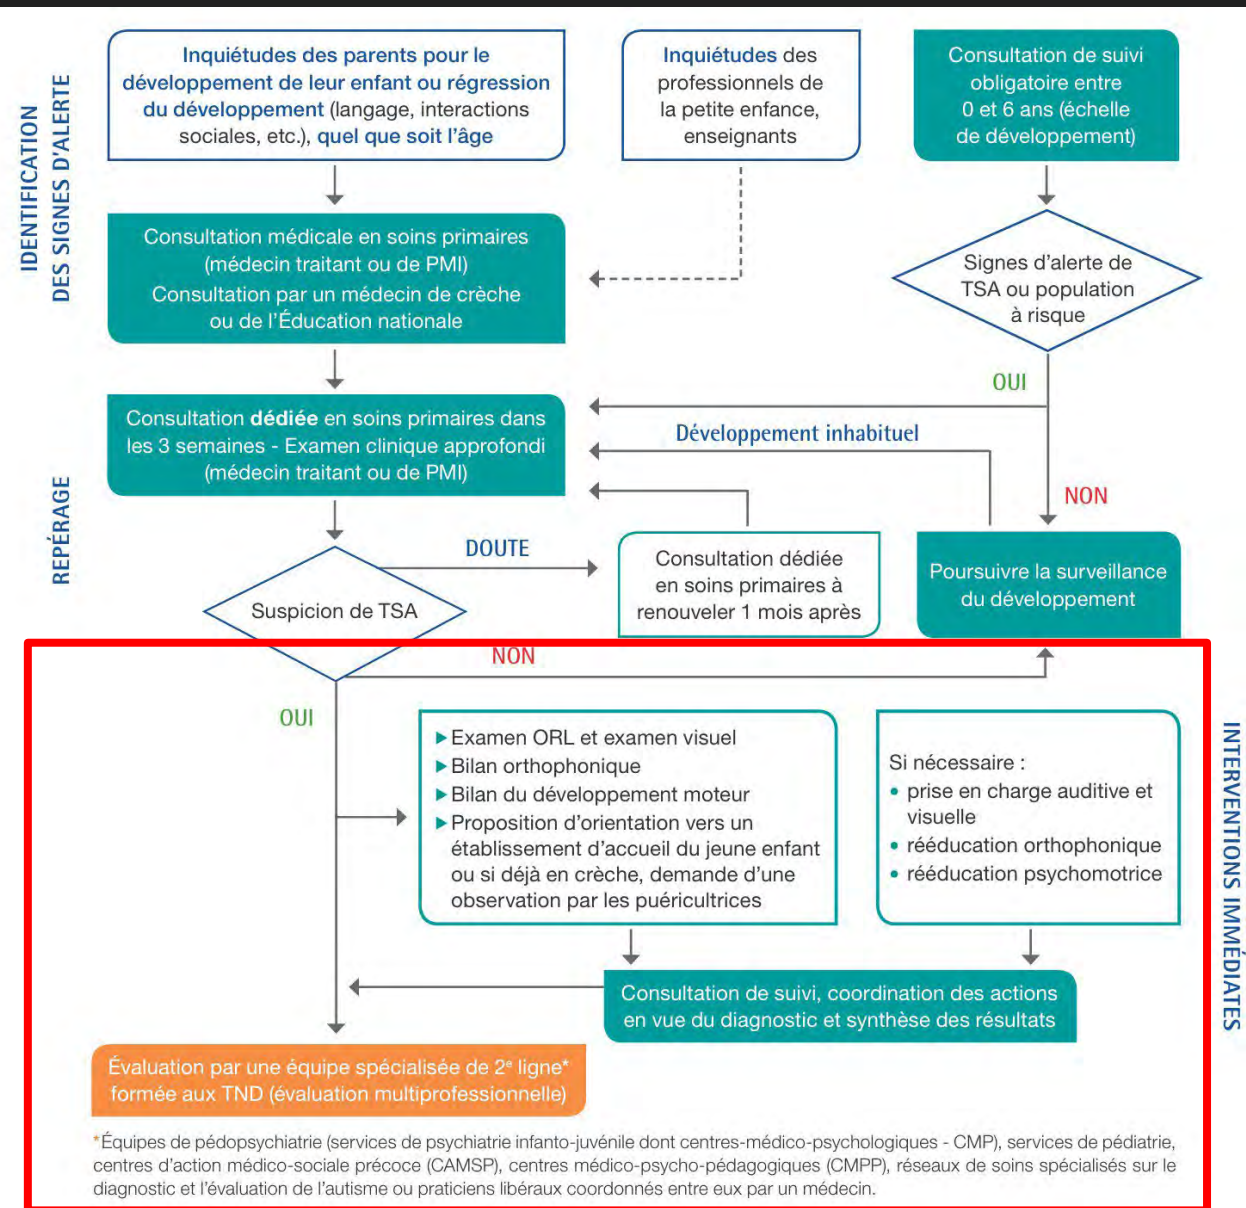 IDENTIFICATION
DES SIGNES D'ALERTE
Inquiétudes des parents pour le
développement de leur enfant ou régression
du développement (langage, interactions
sociales, etc.), quel que soit l'âge
Inquiétudes des
professionnels de
la petite enfance,
enseignants
Consultation de suivi
obligatoire entre
0 et 6 ans (échelle
de développement)
Consultation médicale en soins primaires
(médecin traitant ou de PMI)
Consultation par un médecin de crèche
ou de l'Éducation nationale
Signes d'alerte de
TSA ou population
à risque
OUI
NON
REPÉRAGE
Consultation dédiée en soins primaires dans
les 3 semaines - Examen clinique approfondi
(médecin traitant ou de PMI)
Développement inhabituel
Suspicion de TSA
DOUTE
Consultation dédiée
en soins primaires à
renouveler 1 mois après
Poursuivre la surveillance
du développement
NON
OUI
INTERVENTIONS IMMÉDIATES
▶ Examen ORL et examen visuel
▶ Bilan orthophonique
▶ Bilan du développement moteur
▶ Proposition d'orientation vers un
établissement d'accueil du jeune enfant
ou si déjà en crèche, demande d'une
observation par les puéricultrices
Si nécessaire :
• prise en charge auditive et
visuelle
• rééducation orthophonique
• rééducation psychomotrice
Consultation de suivi, coordination des actions
en vue du diagnostic et synthèse des résultats
Évaluation par une équipe spécialisée de 2e ligne*
formée aux TND (évaluation multiprofessionnelle)
*Équipes de pédopsychiatrie (services de psychiatrie infanto-juvénile dont centres-médico-psychologiques - CMP), services de pédiatrie,
centres d'action médico-sociale précoce (CAMSP), centres médico-psycho-pédagogiques (CMPP), réseaux de soins spécialisés sur le
diagnostic et l'évaluation de l'autisme ou praticiens libéraux coordonnés entre eux par un médecin.